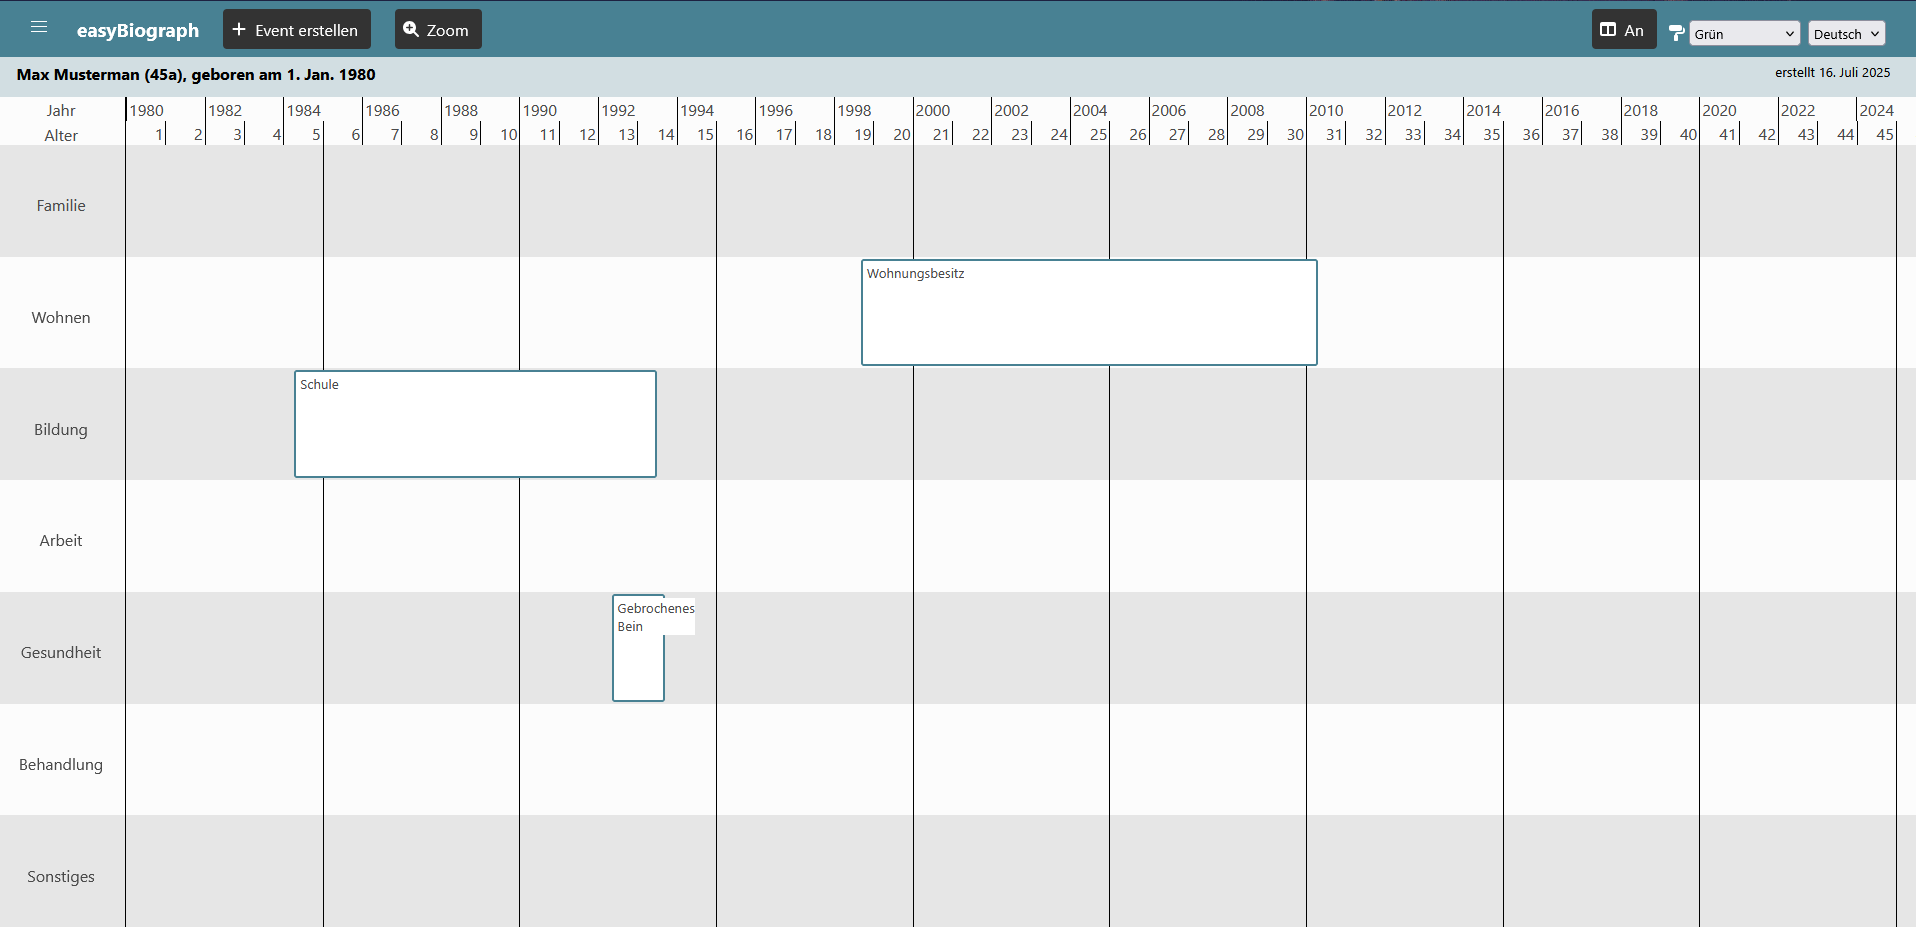 easyBiograph
Event erstellen
Zoom
An
Grün
Deutsch
Max Musterman (45a), geboren am 1. Jan. 1980
erstellt 16. Juli 2025
Jahr 1980 1982 1984 1986 1988 1990 1992 1994 1996 1998 2000 2002 2004 2006 2008 2010 2012 2014 2016 2018 2020 2022 2024
Alter 1 2 3 4 5 6 7 8 9 10 11 12 13 14 15 16 17 18 19 20 21 22 23 24 25 26 27 28 29 30 31 32 33 34 35 36 37 38 39 40 41 42 43 44 45
Familie
Wohnen
Wohnungsbesitz
Bildung
Schule
Arbeit
Gesundheit
Gebrochenes
Bein
Behandlung
Sonstiges